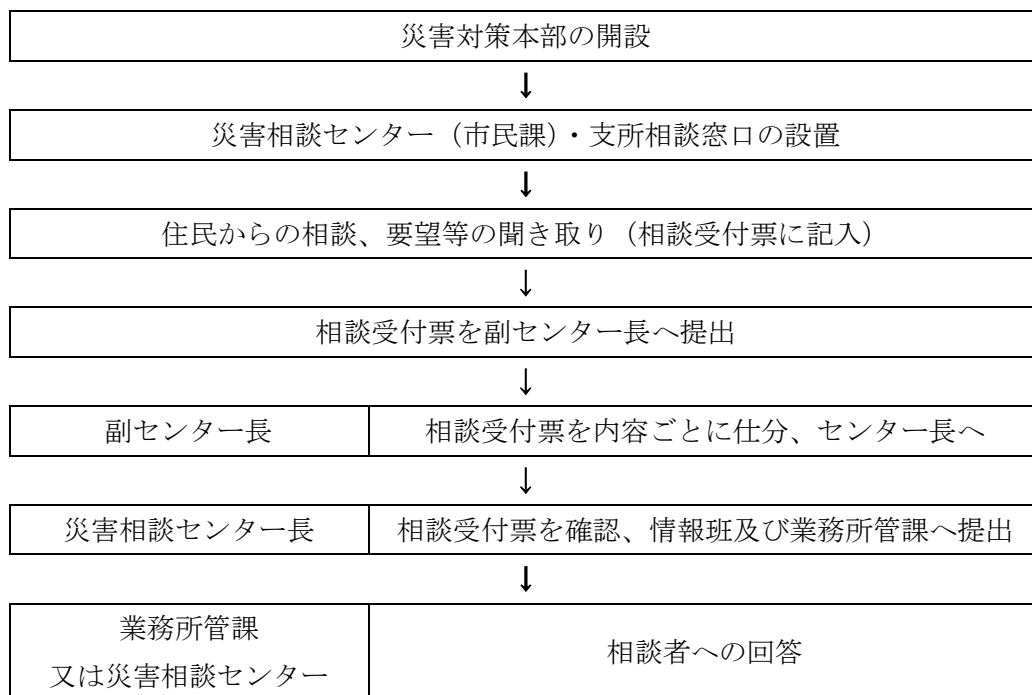 災害対策本部の開設
↓
災害相談センター（市民課）・支所相談窓口の設置
↓
住民からの相談、要望等の聞き取り（相談受付票に記入）
↓
相談受付票を副センター長へ提出
↓
副センター長
相談受付票を内容ごとに仕分、センター長へ
↓
災害相談センター長
相談受付票を確認、情報班及び業務所管課へ提出
↓
業務所管課
又は災害相談センター
相談者への回答